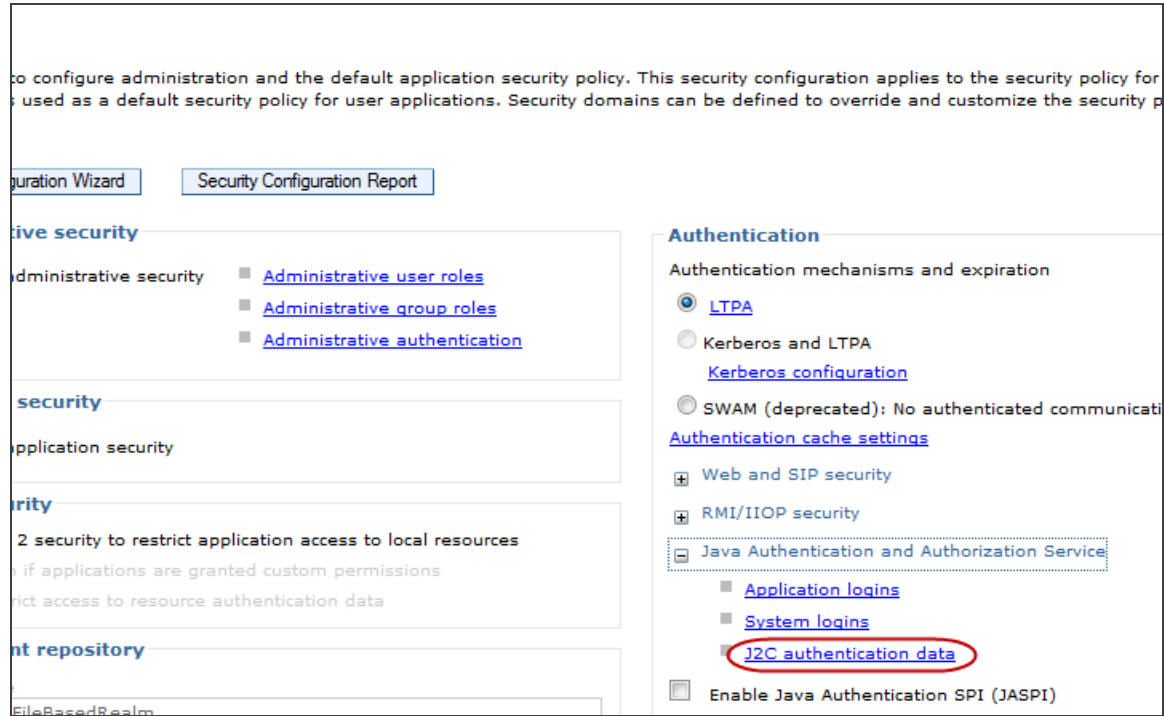 to configure administration and the default application security policy. This security configuration applies to the security policy for
s used as a default security policy for user applications. Security domains can be defined to override and customize the security p
guration Wizard
Security Configuration Report
tive security
administrative security
Administrative user roles
Administrative group roles
Administrative authentication
security
application security
rity
2 security to restrict application access to local resources
n if applications are granted custom permissions
rict access to resource authentication data
nt repository
FileBasedRealm
Authentication
Authentication mechanisms and expiration
LTPA
Kerberos and LTPA
Kerberos configuration
SWAM (deprecated): No authenticated communicati
Authentication cache settings
Web and SIP security
RMI/IIOP security
Java Authentication and Authorization Service
Application logins
System logins
J2C authentication data
Enable Java Authentication SPI (JASPI)